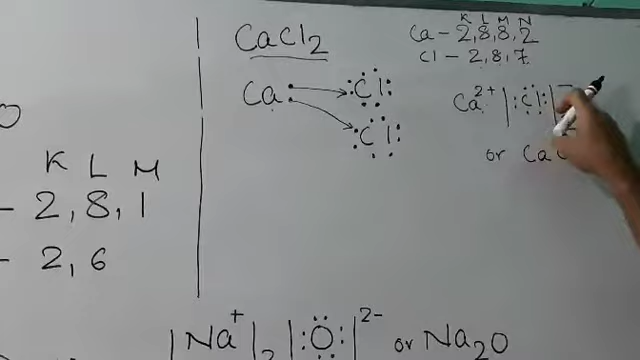 CaCl₂
K L M N
Ca - 2,8,8,2
Cl - 2,8,7
Ca Cl
Cl
Ca²⁺ | :Cl: |⁻
or Ca
O
K L M
- 2, 8, 1
- 2, 6
| Na⁺ |₂ | :O: |²⁻ or Na₂O